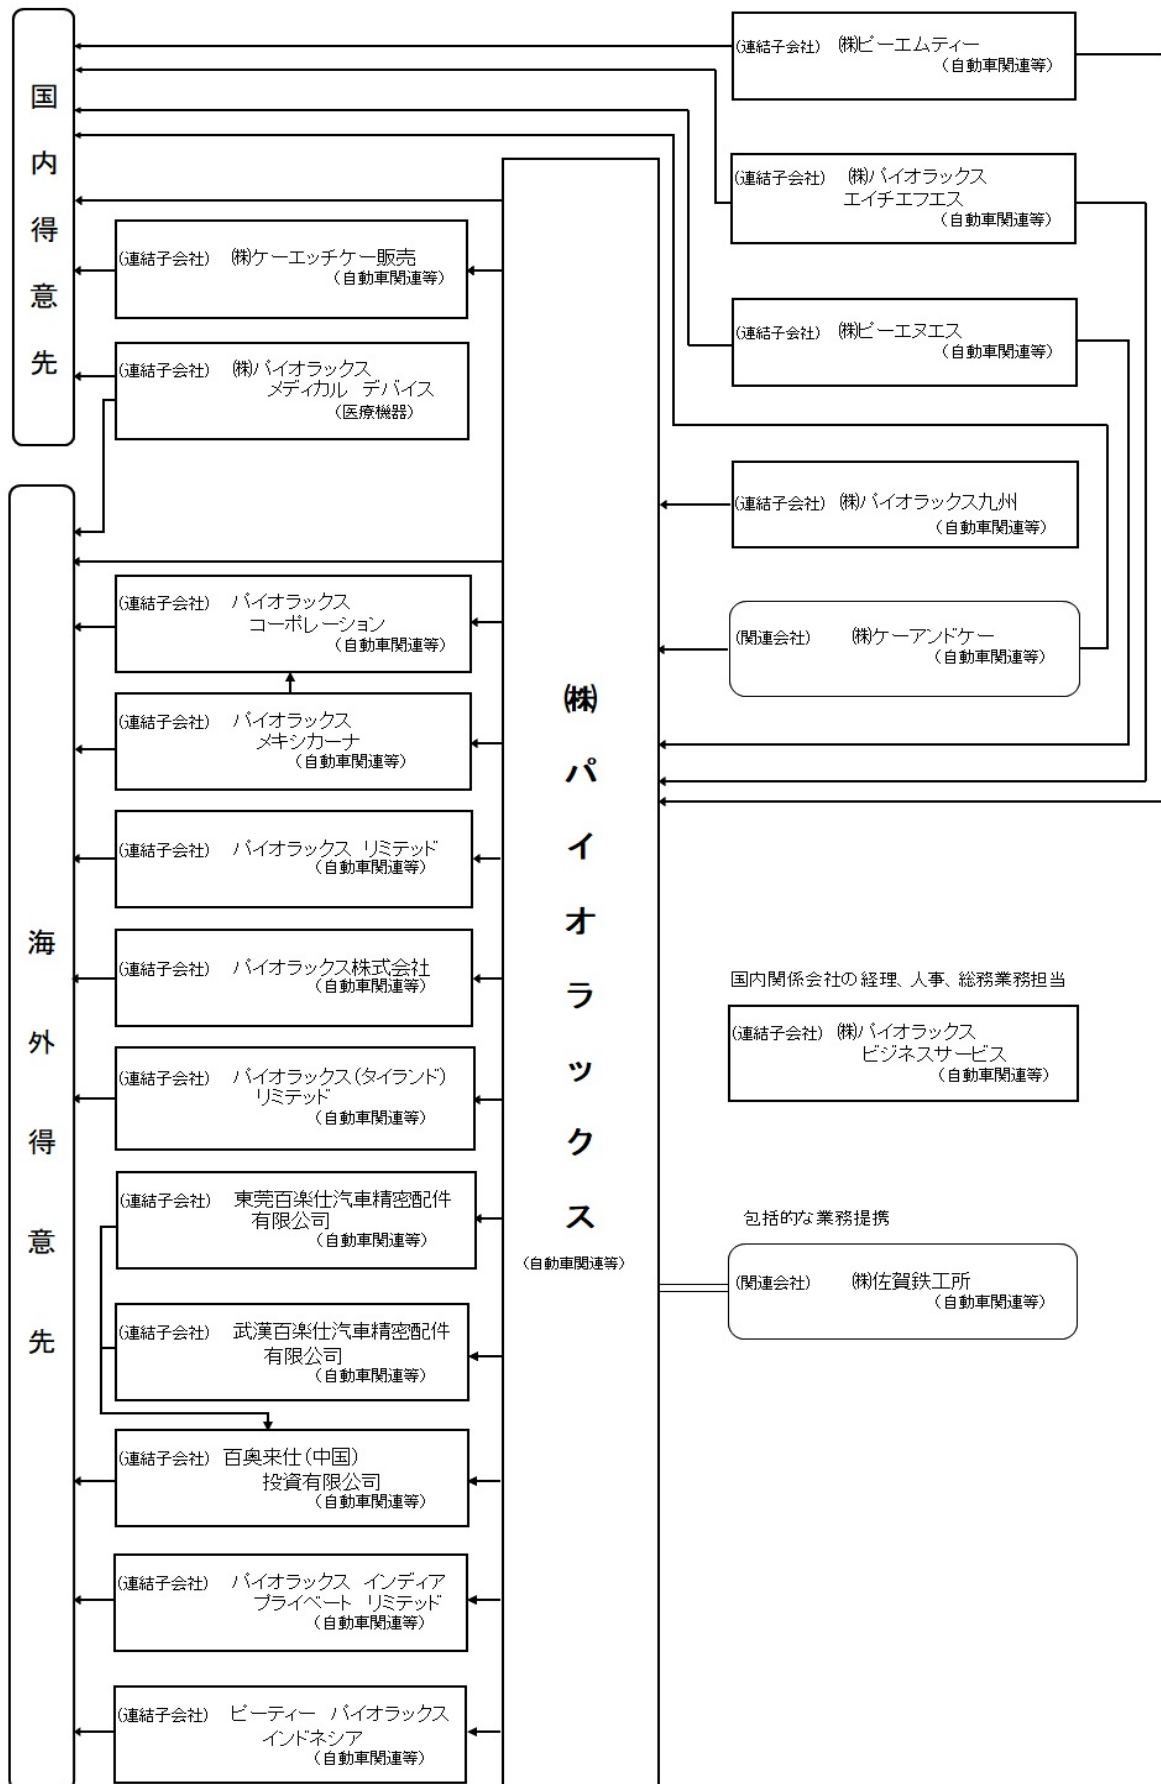 国内得意先
(連結子会社) ㈱ピーエムティー
(自動車関連等)
(連結子会社) ㈱パイオラックス
エイチエフエス
(自動車関連等)
(連結子会社) ㈱ケーエッチケー販売
(自動車関連等)
(連結子会社) ㈱ピーエヌエス
(自動車関連等)
(連結子会社) ㈱パイオラックス
メディカル デバイス
(医療機器)
(連結子会社) ㈱パイオラックス九州
(自動車関連等)
海外得意先
(連結子会社) パイオラックス
コーポレーション
(自動車関連等)
(関連会社) ㈱ケーアンドケー
(自動車関連等)
㈱パイオラックス
(自動車関連等)
(連結子会社) パイオラックス
メキシカーナ
(自動車関連等)
(連結子会社) パイオラックス リミテッド
(自動車関連等)
(連結子会社) パイオラックス株式会社
(自動車関連等)
国内関係会社の経理、人事、総務業務担当
(連結子会社) ㈱パイオラックス
ビジネスサービス
(自動車関連等)
(連結子会社) パイオラックス(タイランド)
リミテッド
(自動車関連等)
(連結子会社) 東莞百楽仕汽車精密配件
有限公司
(自動車関連等)
包括的な業務提携
(関連会社) ㈱佐賀鉄工所
(自動車関連等)
(連結子会社) 武漢百楽仕汽車精密配件
有限公司
(自動車関連等)
(連結子会社) 百奥来仕(中国)
投資有限公司
(自動車関連等)
(連結子会社) パイオラックス インディア
プライベート リミテッド
(自動車関連等)
(連結子会社) ピーティー パイオラックス
インドネシア
(自動車関連等)